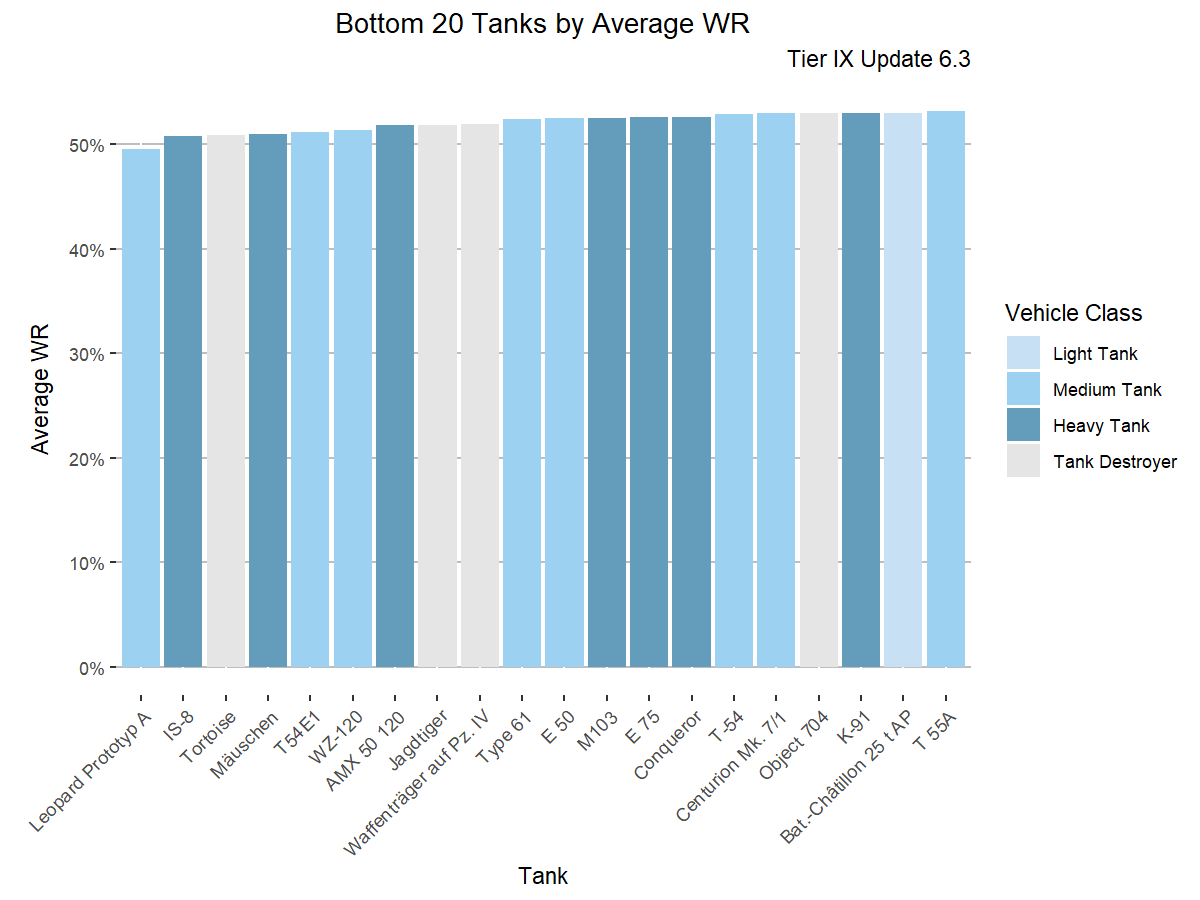 Bottom 20 Tanks by Average WR
Tier IX Update 6.3
Average WR
50%
40%
30%
20%
10%
0%
Leopard Prototyp A
IS-8
Tortoise
Mäuschen
T54E1
WZ-120
AMX 50 120
Jagdtiger
Waffenträger auf Pz. IV
Type 61
E 50
M103
E 75
Conqueror
T-54
Centurion Mk. 7/1
Object 704
K-91
Bat.-Châtillon 25 t AP
T 55A
Tank
Vehicle Class
Light Tank
Medium Tank
Heavy Tank
Tank Destroyer